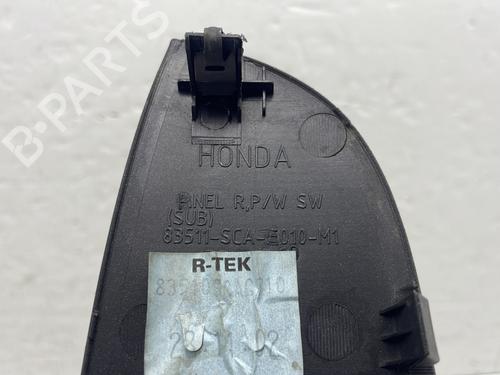 HONDA
PANEL R,P/W SW
(SUB)
83511-SCA-E010-M1
R-TEK
B-Parts